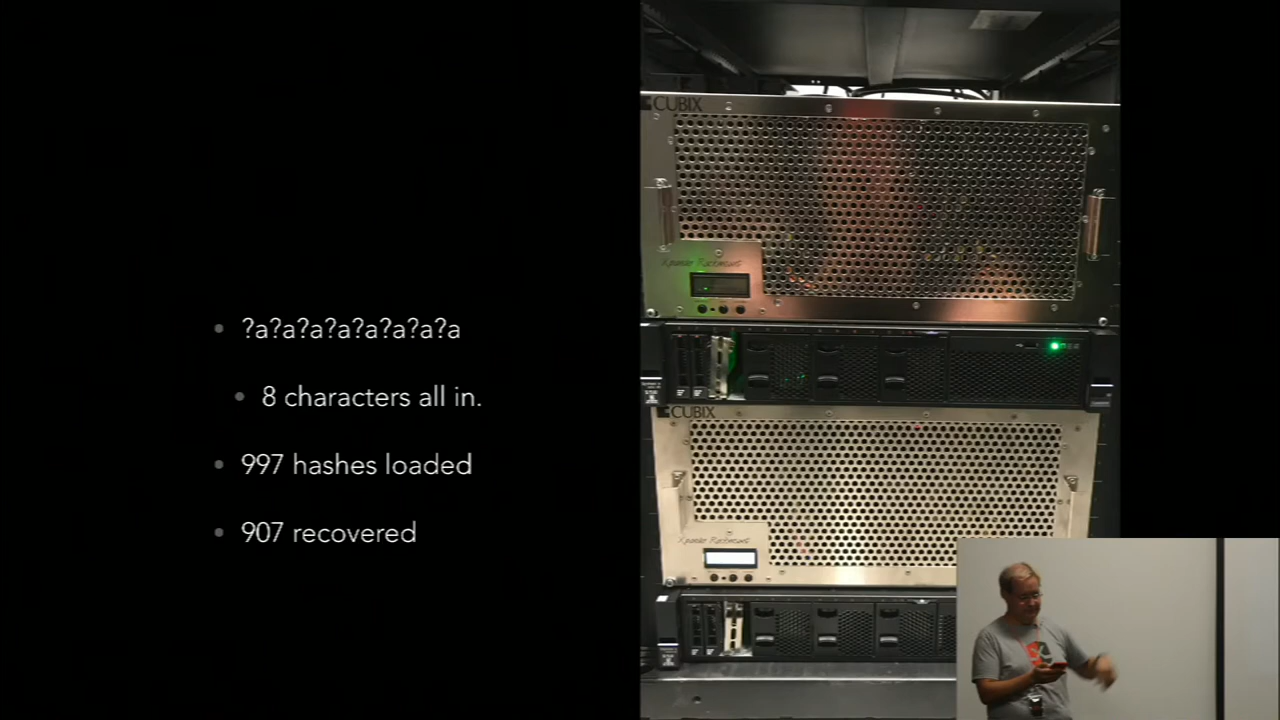 ?a?a?a?a?a?a?a?a
8 characters all in.
997 hashes loaded
907 recovered
CUBIX
Xpander Rackmount
CUBIX
Xpander Rackmount